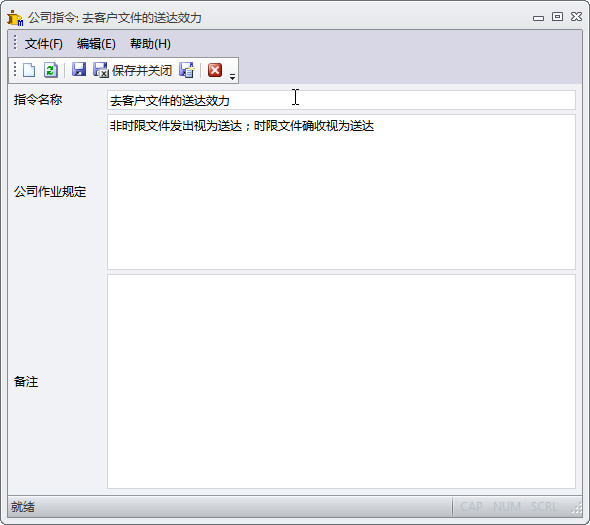 公司指令: 去客户文件的送达效力
文件(F) 编辑(E) 帮助(H)
保存并关闭
指令名称 去客户文件的送达效力
非时限文件发出视为送达；时限文件确收视为送达
公司作业规定
备注
就绪 CAP NUM SCRL